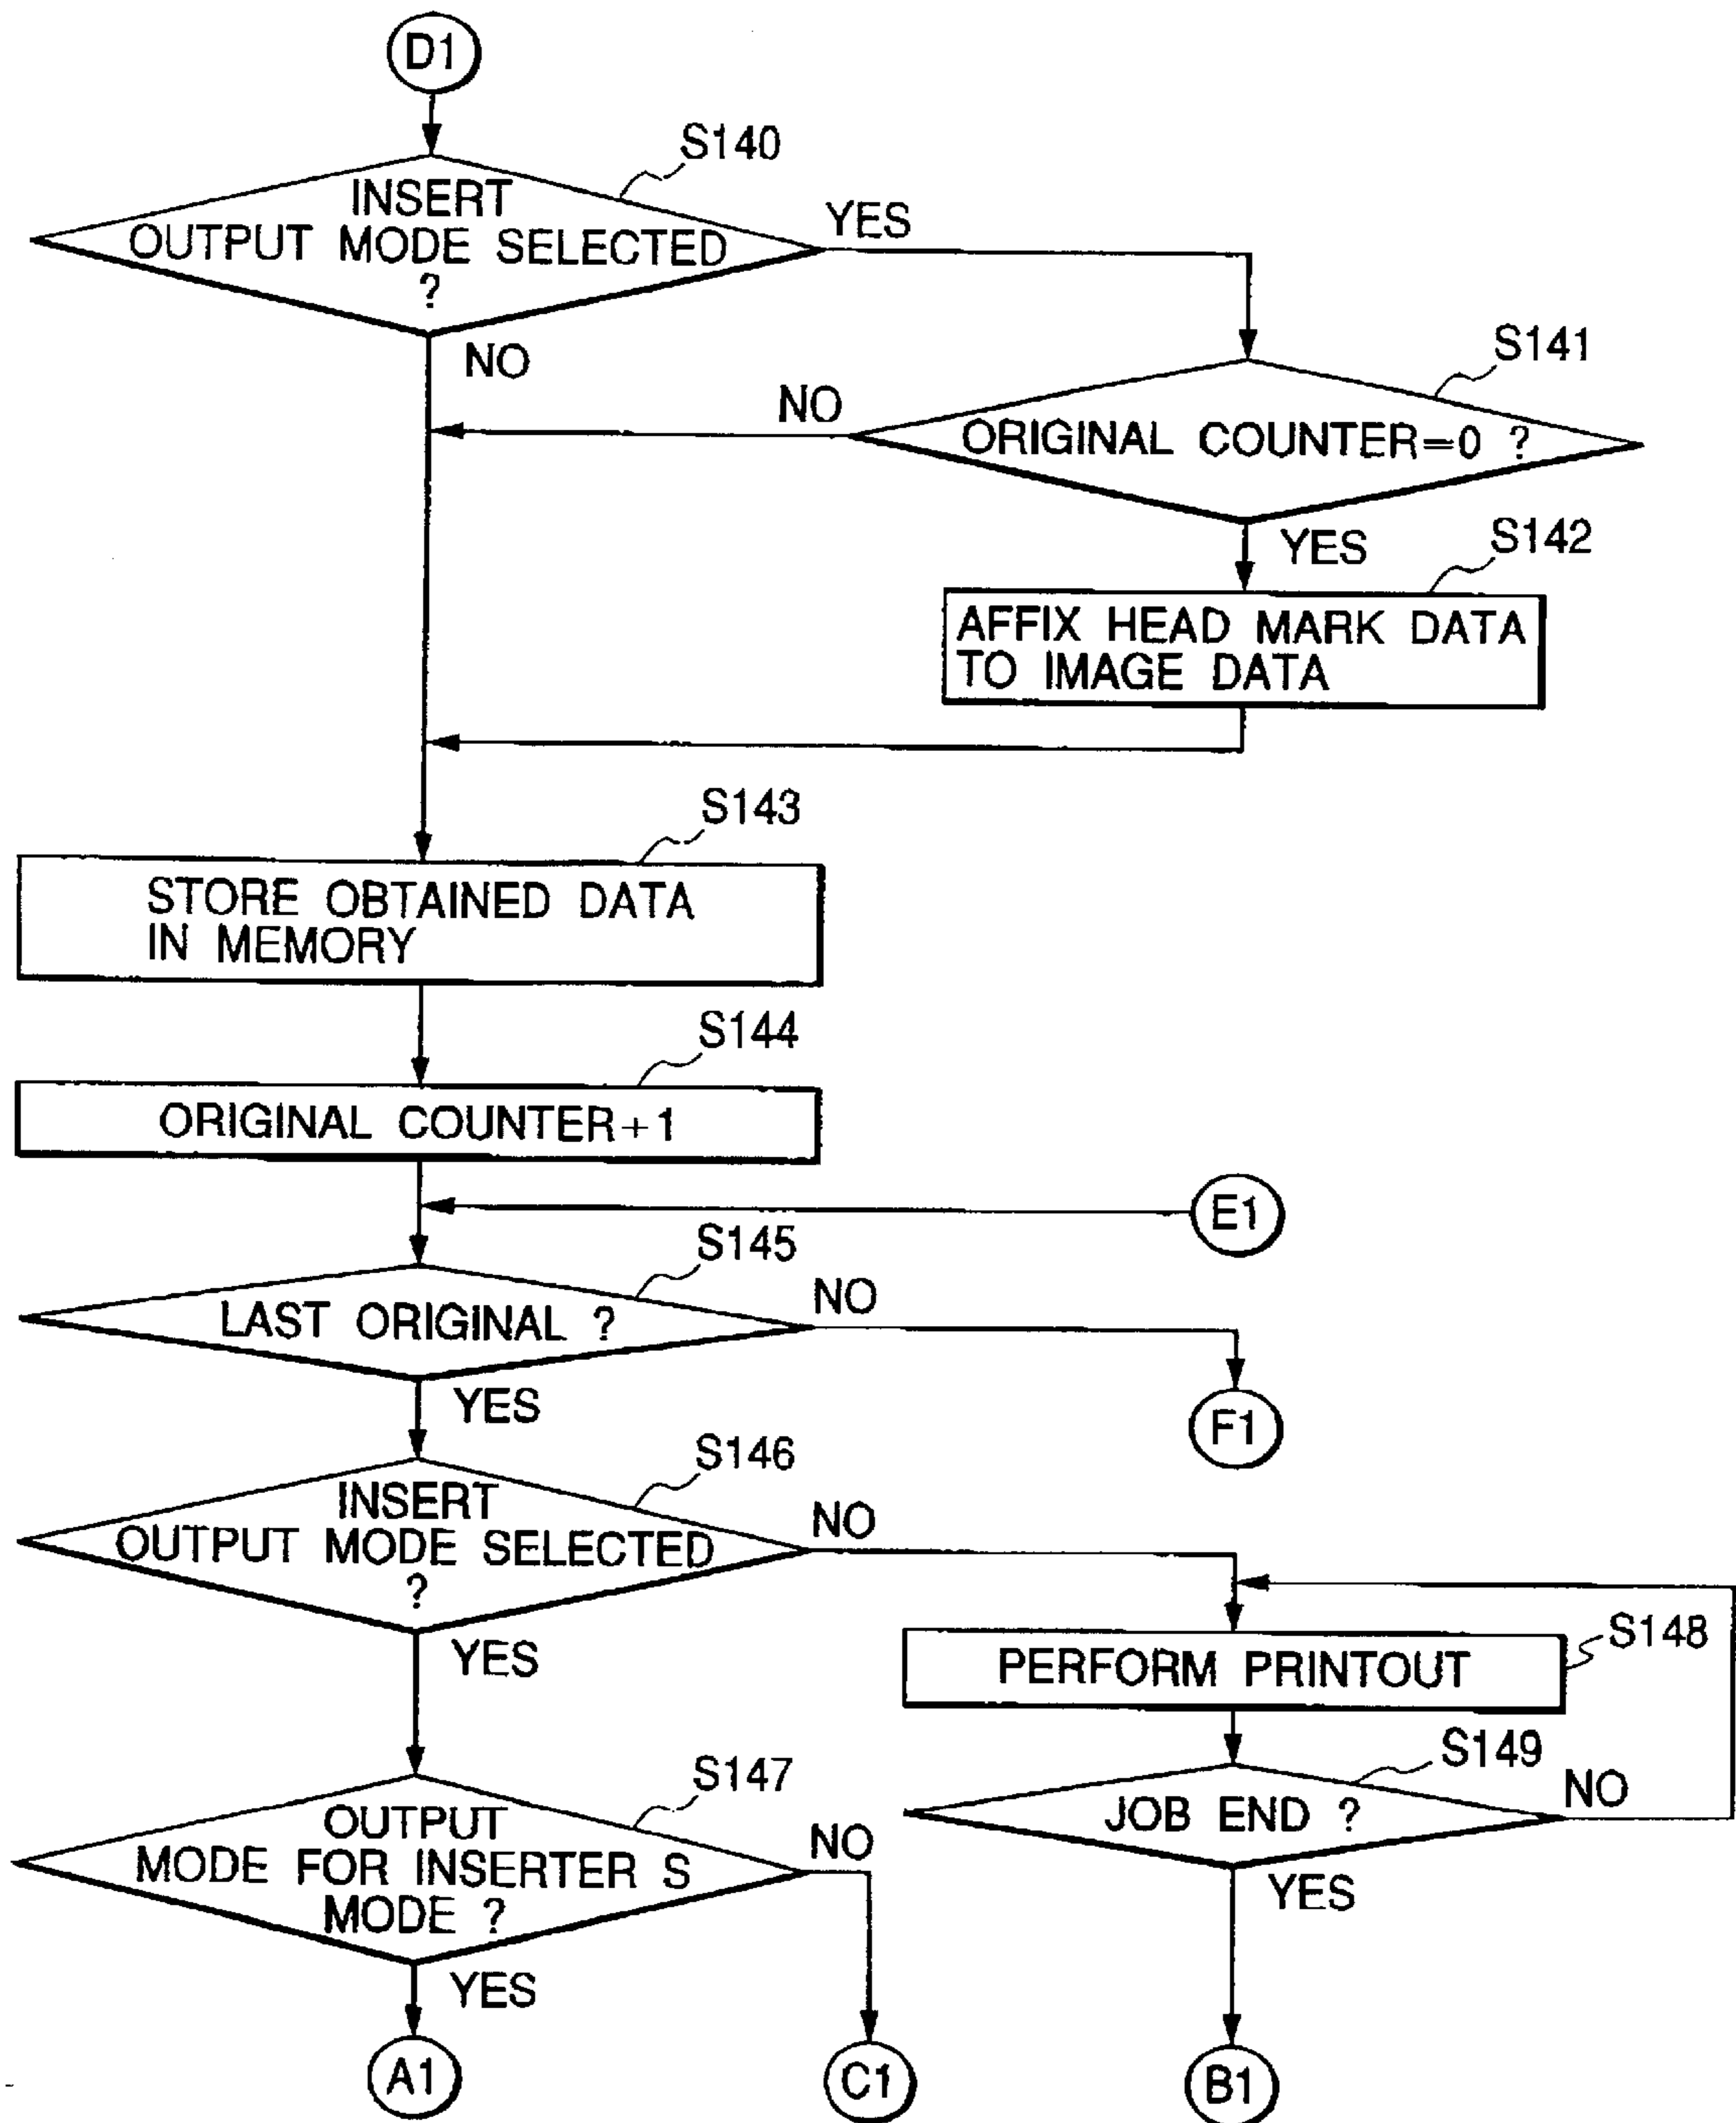 D1
S140
INSERT
OUTPUT MODE SELECTED
?
YES
NO
S141
NO
ORIGINAL COUNTER=0 ?
YES
S142
AFFIX HEAD MARK DATA
TO IMAGE DATA
S143
STORE OBTAINED DATA
IN MEMORY
S144
ORIGINAL COUNTER+1
E1
S145
LAST ORIGINAL ?
NO
YES
F1
S146
INSERT
OUTPUT MODE SELECTED
?
NO
YES
S148
PERFORM PRINTOUT
S149
JOB END ?
NO
YES
S147
OUTPUT
MODE FOR INSERTER S
MODE ?
NO
YES
A1
C1
B1